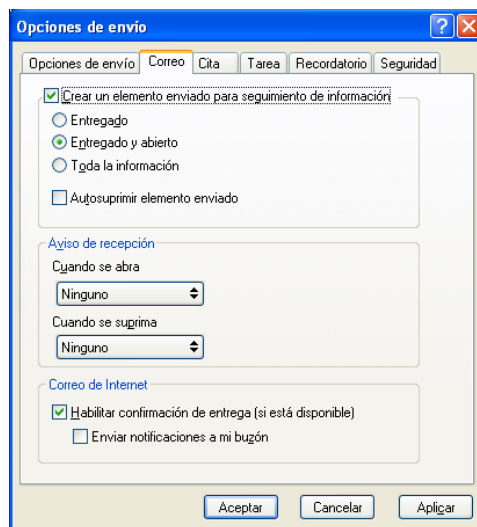 Opciones de envío
Opciones de envío Correo Cita Tarea Recordatorio Seguridad
Crear un elemento enviado para seguimiento de información
Entregado
Entregado y abierto
Toda la información
Autosuprimir elemento enviado
Aviso de recepción
Cuando se abra
Ninguno
Cuando se suprima
Ninguno
Correo de Internet
Habilitar confirmación de entrega (si está disponible)
Enviar notificaciones a mi buzón
Aceptar Cancelar Aplicar